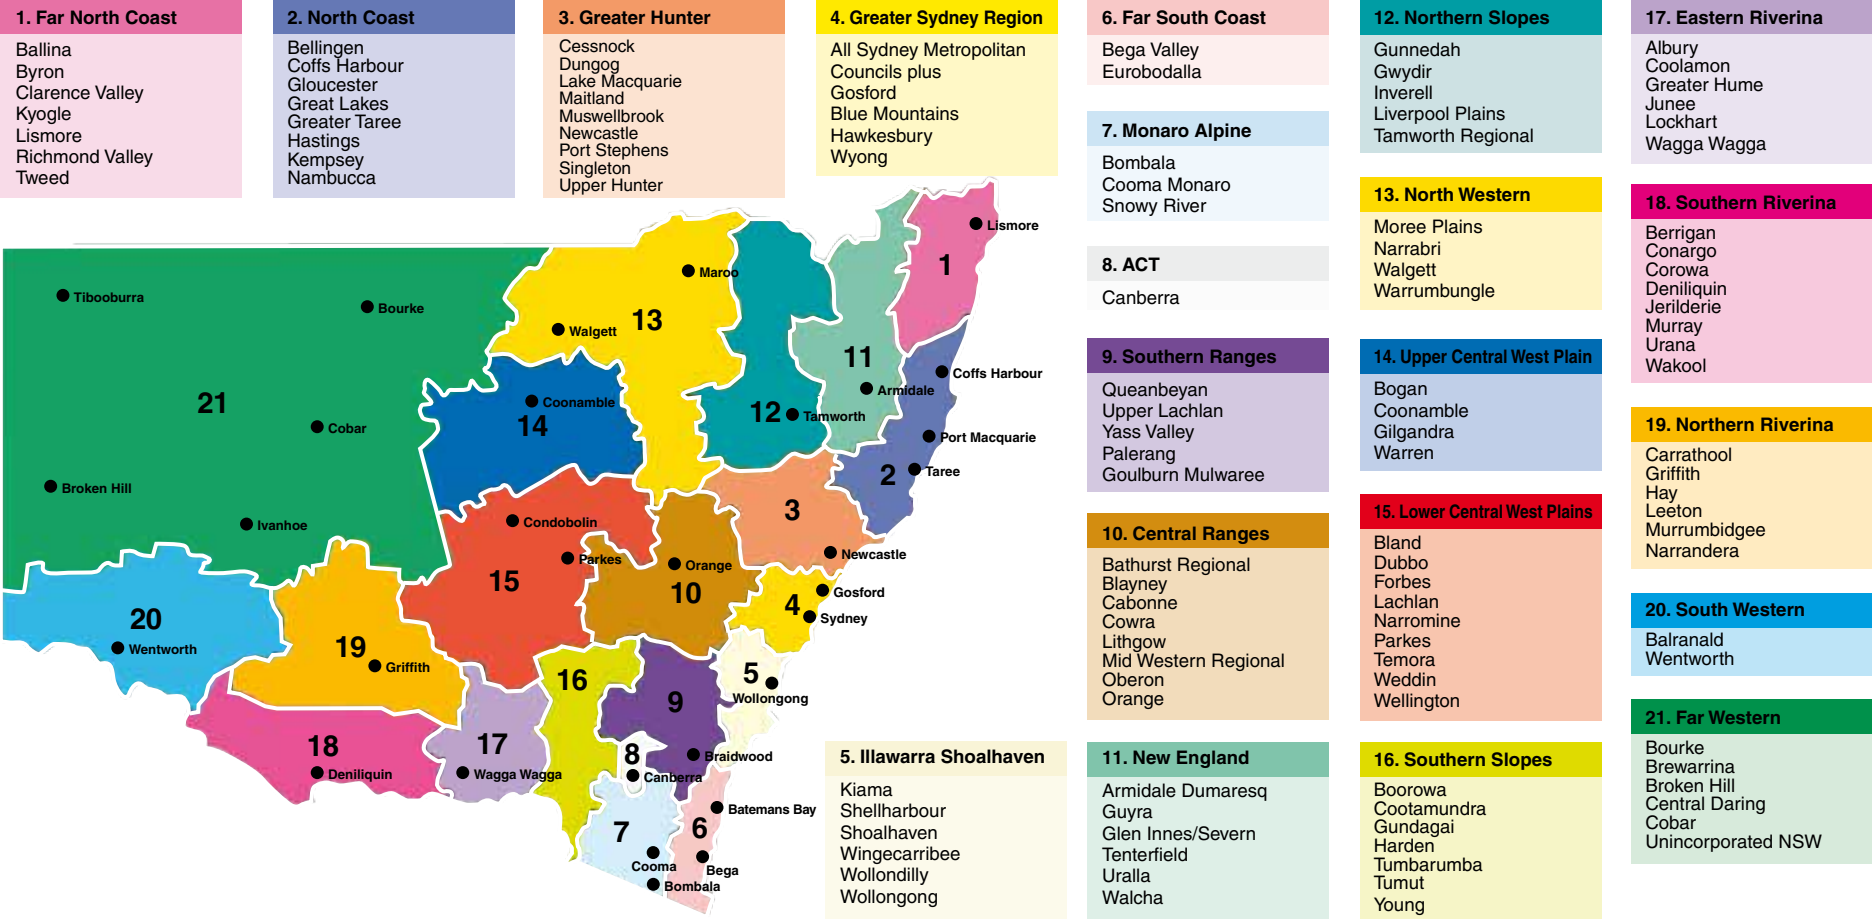 1. Far North Coast
Ballina
Byron
Clarence Valley
Kyogle
Lismore
Richmond Valley
Tweed
2. North Coast
Bellingen
Coffs Harbour
Gloucester
Great Lakes
Greater Taree
Hastings
Kempsey
Nambucca
3. Greater Hunter
Cessnock
Dungog
Lake Macquarie
Maitland
Muswellbrook
Newcastle
Port Stephens
Singleton
Upper Hunter
4. Greater Sydney Region
All Sydney Metropolitan
Councils plus
Gosford
Blue Mountains
Hawkesbury
Wyong
6. Far South Coast
Bega Valley
Eurobodalla
7. Monaro Alpine
Bombala
Cooma Monaro
Snowy River
8. ACT
Canberra
9. Southern Ranges
Queanbeyan
Upper Lachlan
Yass Valley
Palerang
Goulburn Mulwaree
10. Central Ranges
Bathurst Regional
Blayney
Cabonne
Cowra
Lithgow
Mid Western Regional
Oberon
Orange
11. New England
Armidale Dumaresq
Guyra
Glen Innes/Severn
Tenterfield
Uralla
Walcha
12. Northern Slopes
Gunnedah
Gwydir
Inverell
Liverpool Plains
Tamworth Regional
13. North Western
Moree Plains
Narrabri
Walgett
Warrumbungle
14. Upper Central West Plain
Bogan
Coonamble
Gilgandra
Warren
15. Lower Central West Plains
Bland
Dubbo
Forbes
Lachlan
Narromine
Parkes
Temora
Weddin
Wellington
16. Southern Slopes
Boorowa
Cootamundra
Gundagai
Harden
Tumbarumba
Tumut
Young
17. Eastern Riverina
Albury
Coolamon
Greater Hume
Junee
Lockhart
Wagga Wagga
18. Southern Riverina
Berrigan
Conargo
Corowa
Deniliquin
Jerilderie
Murray
Urana
Wakool
19. Northern Riverina
Carrathool
Griffith
Hay
Leeton
Murrumbidgee
Narrandera
20. South Western
Balranald
Wentworth
21. Far Western
Bourke
Brewarrina
Broken Hill
Central Daring
Cobar
Unincorporated NSW
5. Illawarra Shoalhaven
Kiama
Shellharbour
Shoalhaven
Wingecarribee
Wollondilly
Wollongong
Lismore
1
Maroo
Tibooburra
Bourke
13
Walgett
11
Coffs Harbour
Armidale
21
Coonamble
12
Tamworth
14
Cobar
Port Macquarie
2
Taree
Broken Hill
3
Condobolin
Ivanhoe
Newcastle
Parkes
Orange
15
10
Gosford
4
Sydney
20
19
Wentworth
Griffith
5
16
Wollongong
9
18
17
8
Braidwood
Deniliquin
Wagga Wagga
Canberra
Batemans Bay
7
6
Cooma
Bega
Bombala